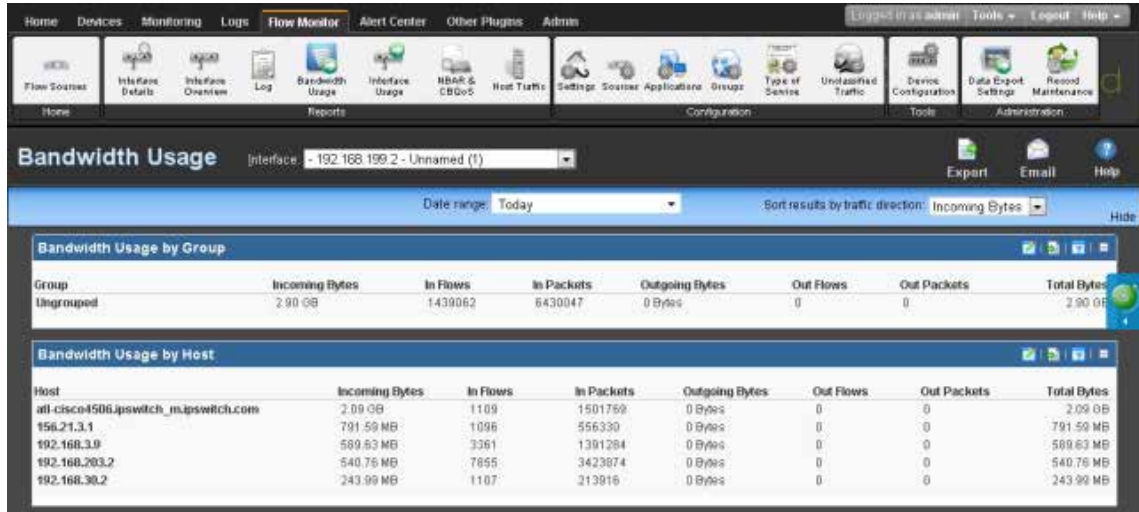 Home Devices Monitoring Logs Flow Monitor Alert Center Other Plugins Admin Logged in as admin Tools Logout Help
Flow Sources
Interface Details
Interface Overview
Log
Bandwidth Usage
Interface Usage
NBAR & CBQoS
Host Traffic
Settings
Sources
Applications
Groups
Type of Service
Unclassified Traffic
Device Configuration
Data Export Settings
Record Maintenance
Home Reports Configuration Tools Administration
Bandwidth Usage Interface: - 192.168.199.2 - Unnamed (1) Export Email Help
Date range: Today Sort results by traffic direction: Incoming Bytes Hide
Bandwidth Usage by Group
Group Incoming Bytes In Flows In Packets Outgoing Bytes Out Flows Out Packets Total Bytes
Ungrouped 2.90 GB 1439062 6430047 0 Bytes 0 0 2.90
Bandwidth Usage by Host
Host Incoming Bytes In Flows In Packets Outgoing Bytes Out Flows Out Packets Total Bytes
atl-cisco4506.ipswitch_m.ipswitch.com 2.09 GB 1109 1501769 0 Bytes 0 0 2.09 GB
156.21.3.1 791.59 MB 1096 556330 0 Bytes 0 0 791.59 MB
192.168.3.9 589.63 MB 3361 1391284 0 Bytes 0 0 589.63 MB
192.168.203.2 540.76 MB 7855 3423874 0 Bytes 0 0 540.76 MB
192.168.30.2 243.99 MB 1107 213916 0 Bytes 0 0 243.99 MB